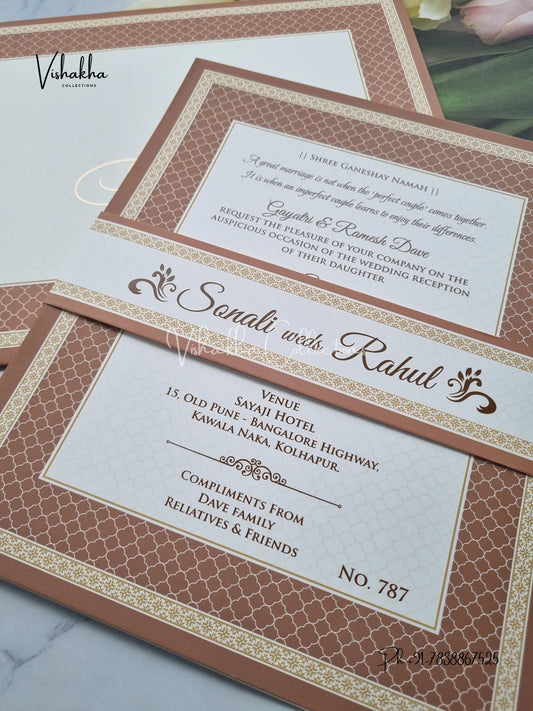 Vishakha
COLLECTIONS
|| SHREE GANESHAY NAMAH ||
A great marriage is not when the 'perfect couple' comes together.
It is when an imperfect couple learns to enjoy their differences.
Gayatri & Ramesh Dave
REQUEST THE PLEASURE OF YOUR COMPANY ON THE
AUSPICIOUS OCCASION OF THE WEDDING RECEPTION
OF THEIR DAUGHTER
Sonali weds Rahul
Vishakha Collections
VENUE
SAYAJI HOTEL
15, OLD PUNE - BANGALORE HIGHWAY,
KAWALA NAKA, KOLHAPUR.
COMPLIMENTS FROM
DAVE FAMILY
RELIATIVES & FRIENDS
NO. 787
Ph +91-7838867525